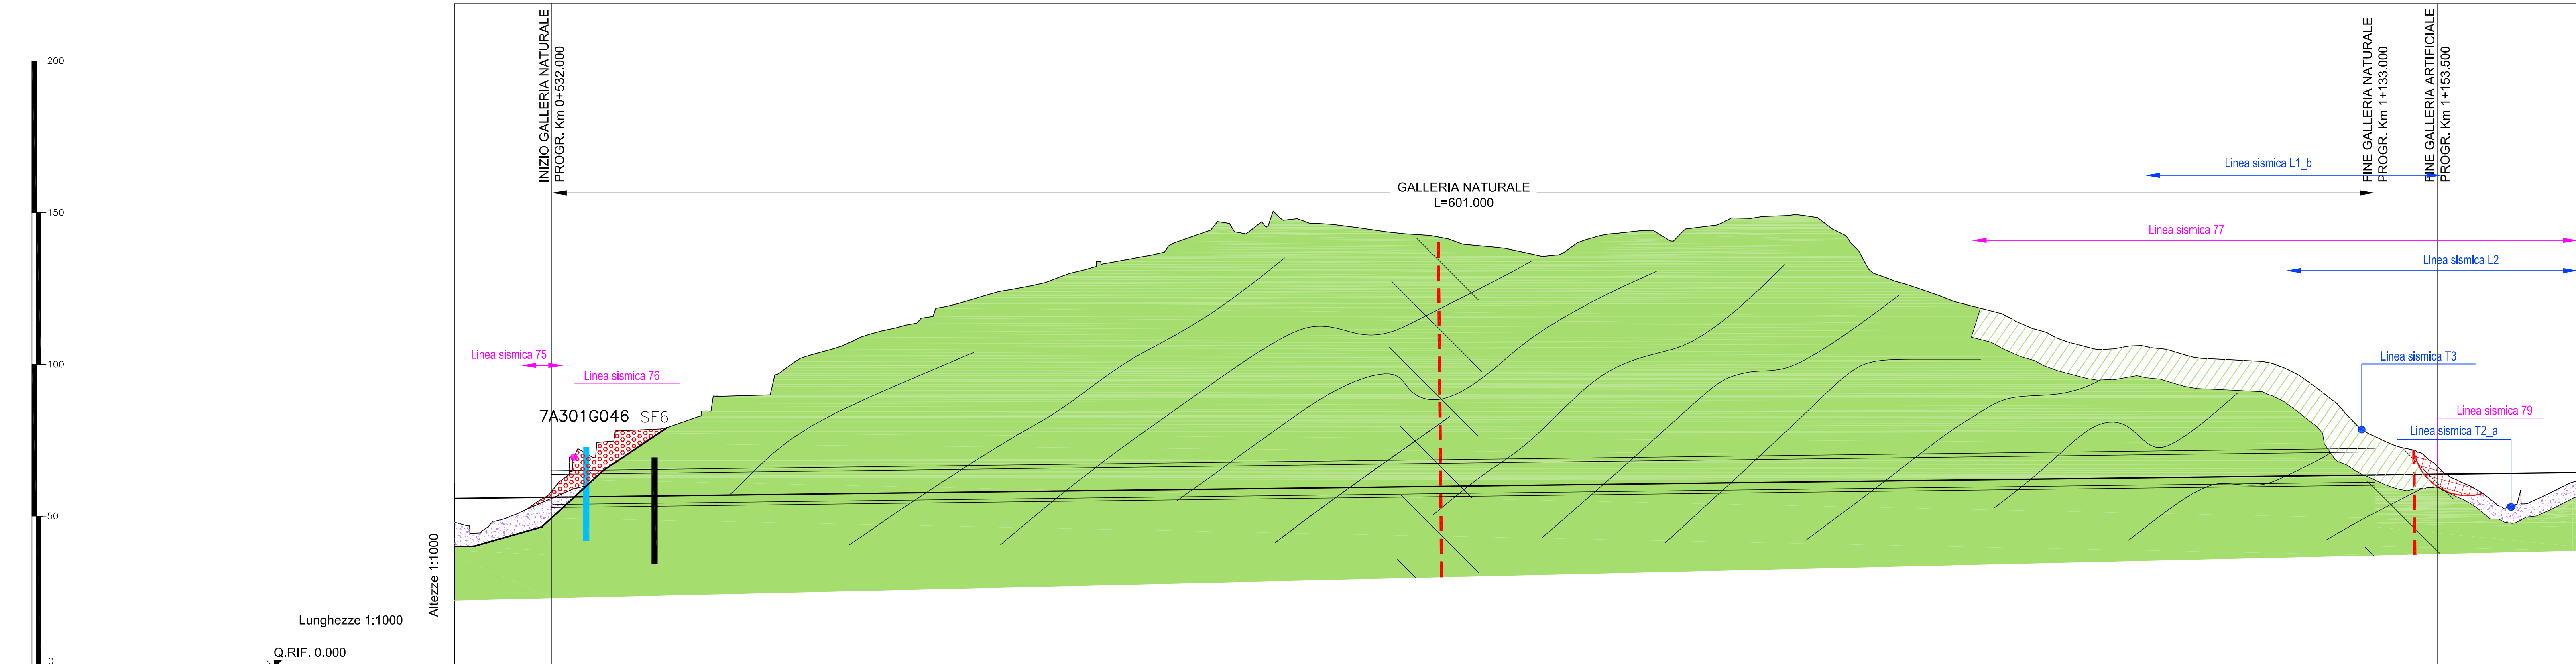 200
150
100
50
0
INIZIO GALLERIA NATURALE
PROGR. Km 0+532.000
FINE GALLERIA NATURALE
PROGR. Km 1+133.000
FINE GALLERIA ARTIFICIALE
PROGR. Km 1+153.500
Linea sismica L1_b
GALLERIA NATURALE
L=601.000
Linea sismica 77
Linea sismica L2
Linea sismica 75
Linea sismica 76
Linea sismica T3
7A301G046 SF6
Linea sismica 79
Linea sismica T2_a
Altezze 1:1000
Lunghezze 1:1000
Q.RIF. 0.000